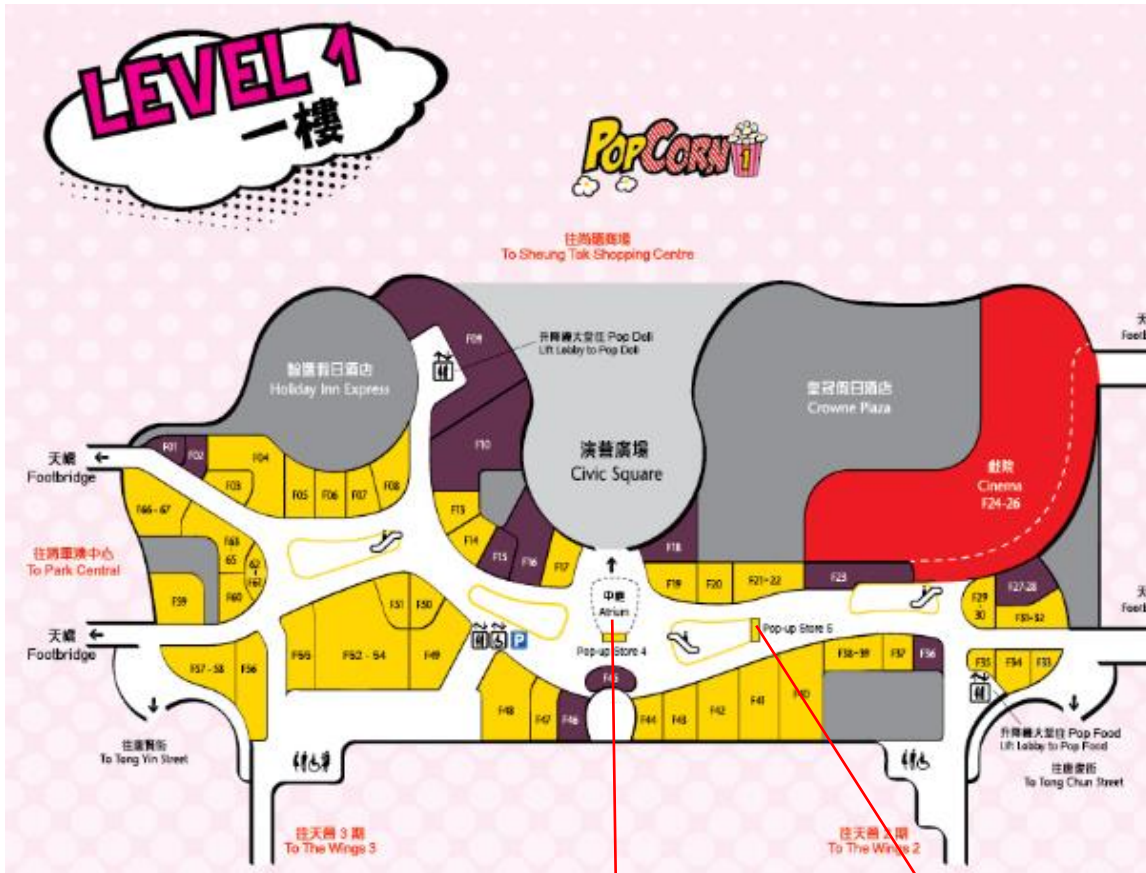 LEVEL 1
一樓
POPCORN
1
往尚德商場
To Sheung Tak Shopping Centre
升降機大堂往 Pop Deli
Lift Lobby to Pop Deli
智選假日酒店
Holiday Inn Express
皇冠假日酒店
Crowne Plaza
演藝廣場
Civic Square
戲院
Cinema
F24-26
天橋
Footbridge
往將軍澳中心
To Park Central
天橋
Footbridge
往唐賢街
To Tong Yin Street
往天晉 3 期
To The Wings 3
往天晉 2 期
To The Wings 2
升降機大堂往 Pop Food
Lift Lobby to Pop Food
往唐俊街
To Tong Chun Street
中庭
Atrium
Pop-up Store 4
Pop-up Store 5
P
F01
F02
F03
F04
F05
F06
F07
F08
F09
F10
F13
F14
F15
F16
F17
F18
F19
F20
F21-22
F23
F27-28
F29
30
F31-32
F33
F34
F35
F36
F37
F38-39
F40
F41
F42
F43
F44
F45
F46
F47
F48
F49
F50
F51
F52-54
F55
F56
F57-58
F59
F60
F61
62
F63
65
F66-67